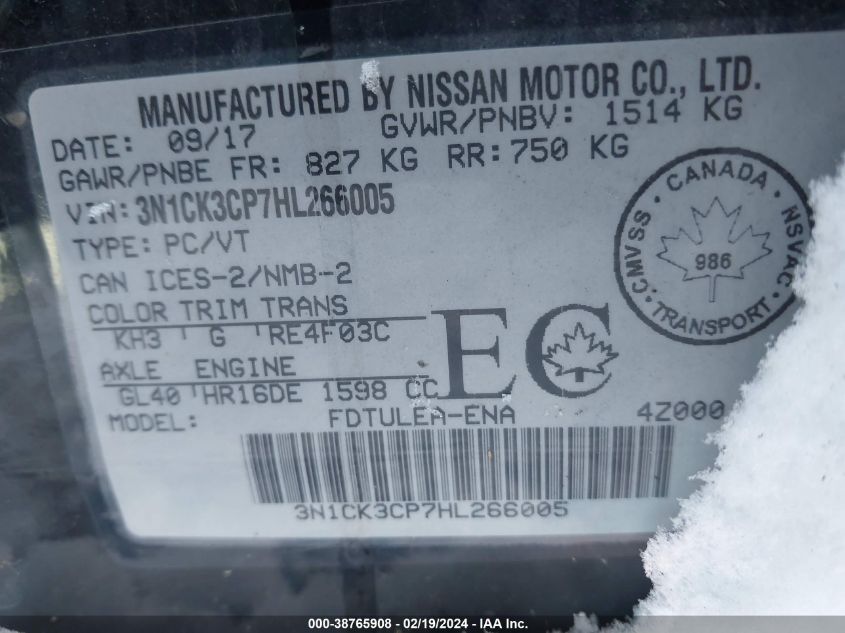 MANUFACTURED BY NISSAN MOTOR CO., LTD.
DATE: 09/17 GVWR/PNBV: 1514 KG
GAWR/PNBE FR: 827 KG RR: 750 KG
VIN: 3N1CK3CP7HL266005
TYPE: PC/VT
CAN ICES-2/NMB-2
COLOR TRIM TRANS
KH3 G RE4F03C
AXLE ENGINE
GL40 HR16DE 1598 CC
MODEL: FDTULEA-ENA 4Z000
EC
CMVSS · CANADA · NSVAC · TRANSPORT ·
986
3N1CK3CP7HL266005
000-38765908 - 02/19/2024 - IAA Inc.